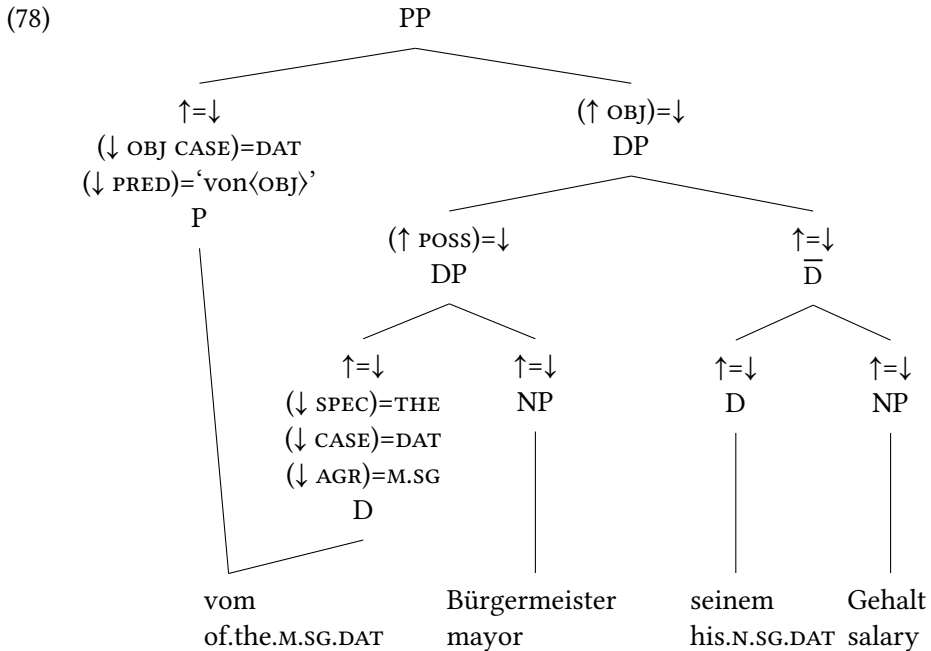 (78) PP
↑=↓ (↑ OBJ)=↓
(↓ OBJ CASE)=DAT DP
(↓ PRED)=‘von⟨OBJ⟩’
P (↑ POSS)=↓ ↑=↓
DP D̅
↑=↓ ↑=↓ ↑=↓ ↑=↓
(↓ SPEC)=THE NP D NP
(↓ CASE)=DAT
(↓ AGR)=M.SG
D
vom Bürgermeister seinem Gehalt
of.the.M.SG.DAT mayor his.N.SG.DAT salary